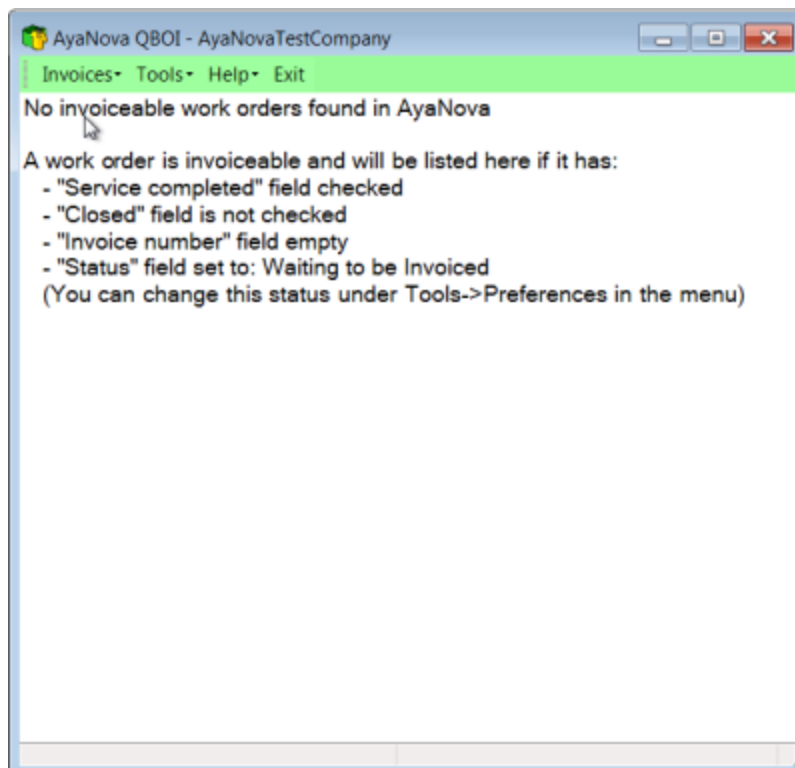 AyaNova QBOI - AyaNovaTestCompany
Invoices Tools Help Exit
No invoiceable work orders found in AyaNova
A work order is invoiceable and will be listed here if it has:
- "Service completed" field checked
- "Closed" field is not checked
- "Invoice number" field empty
- "Status" field set to: Waiting to be Invoiced
(You can change this status under Tools->Preferences in the menu)